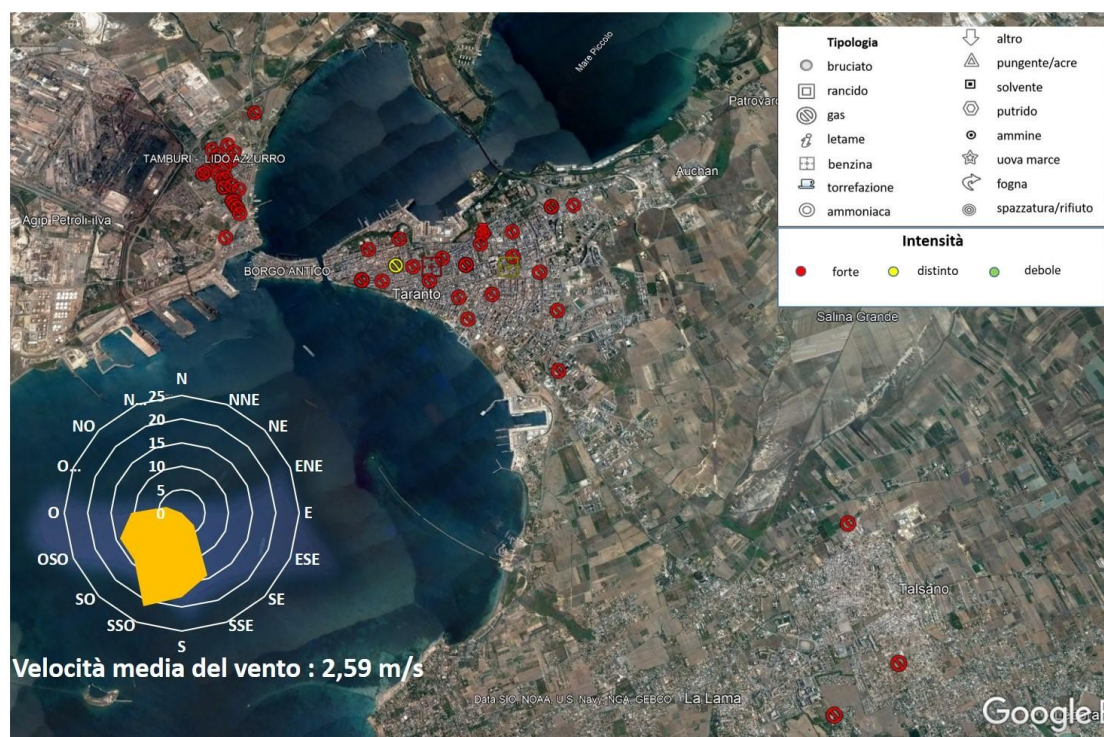 Tipologia
bruciato
rancido
gas
letame
benzina
torrefazione
ammoniaca
altro
pungente/acre
solvente
putrido
ammine
uova marce
fogna
spazzatura/rifiuto
Intensità
forte
distinto
debole
Mare Piccolo
Auchan
TAMBURI - LIDO AZZURRO
Agip Petroli-ilva
BORGO ANTICO
Taranto
Salina Grande
Talsano
La Lama
N
NNE
NE
ENE
E
ESE
SE
SSE
S
SSO
SO
OSO
O
O...
NO
N...
25
20
15
10
5
0
Velocità media del vento : 2,59 m/s
Data SIO, NOAA, U.S. Navy, NGA, GEBCO
Google